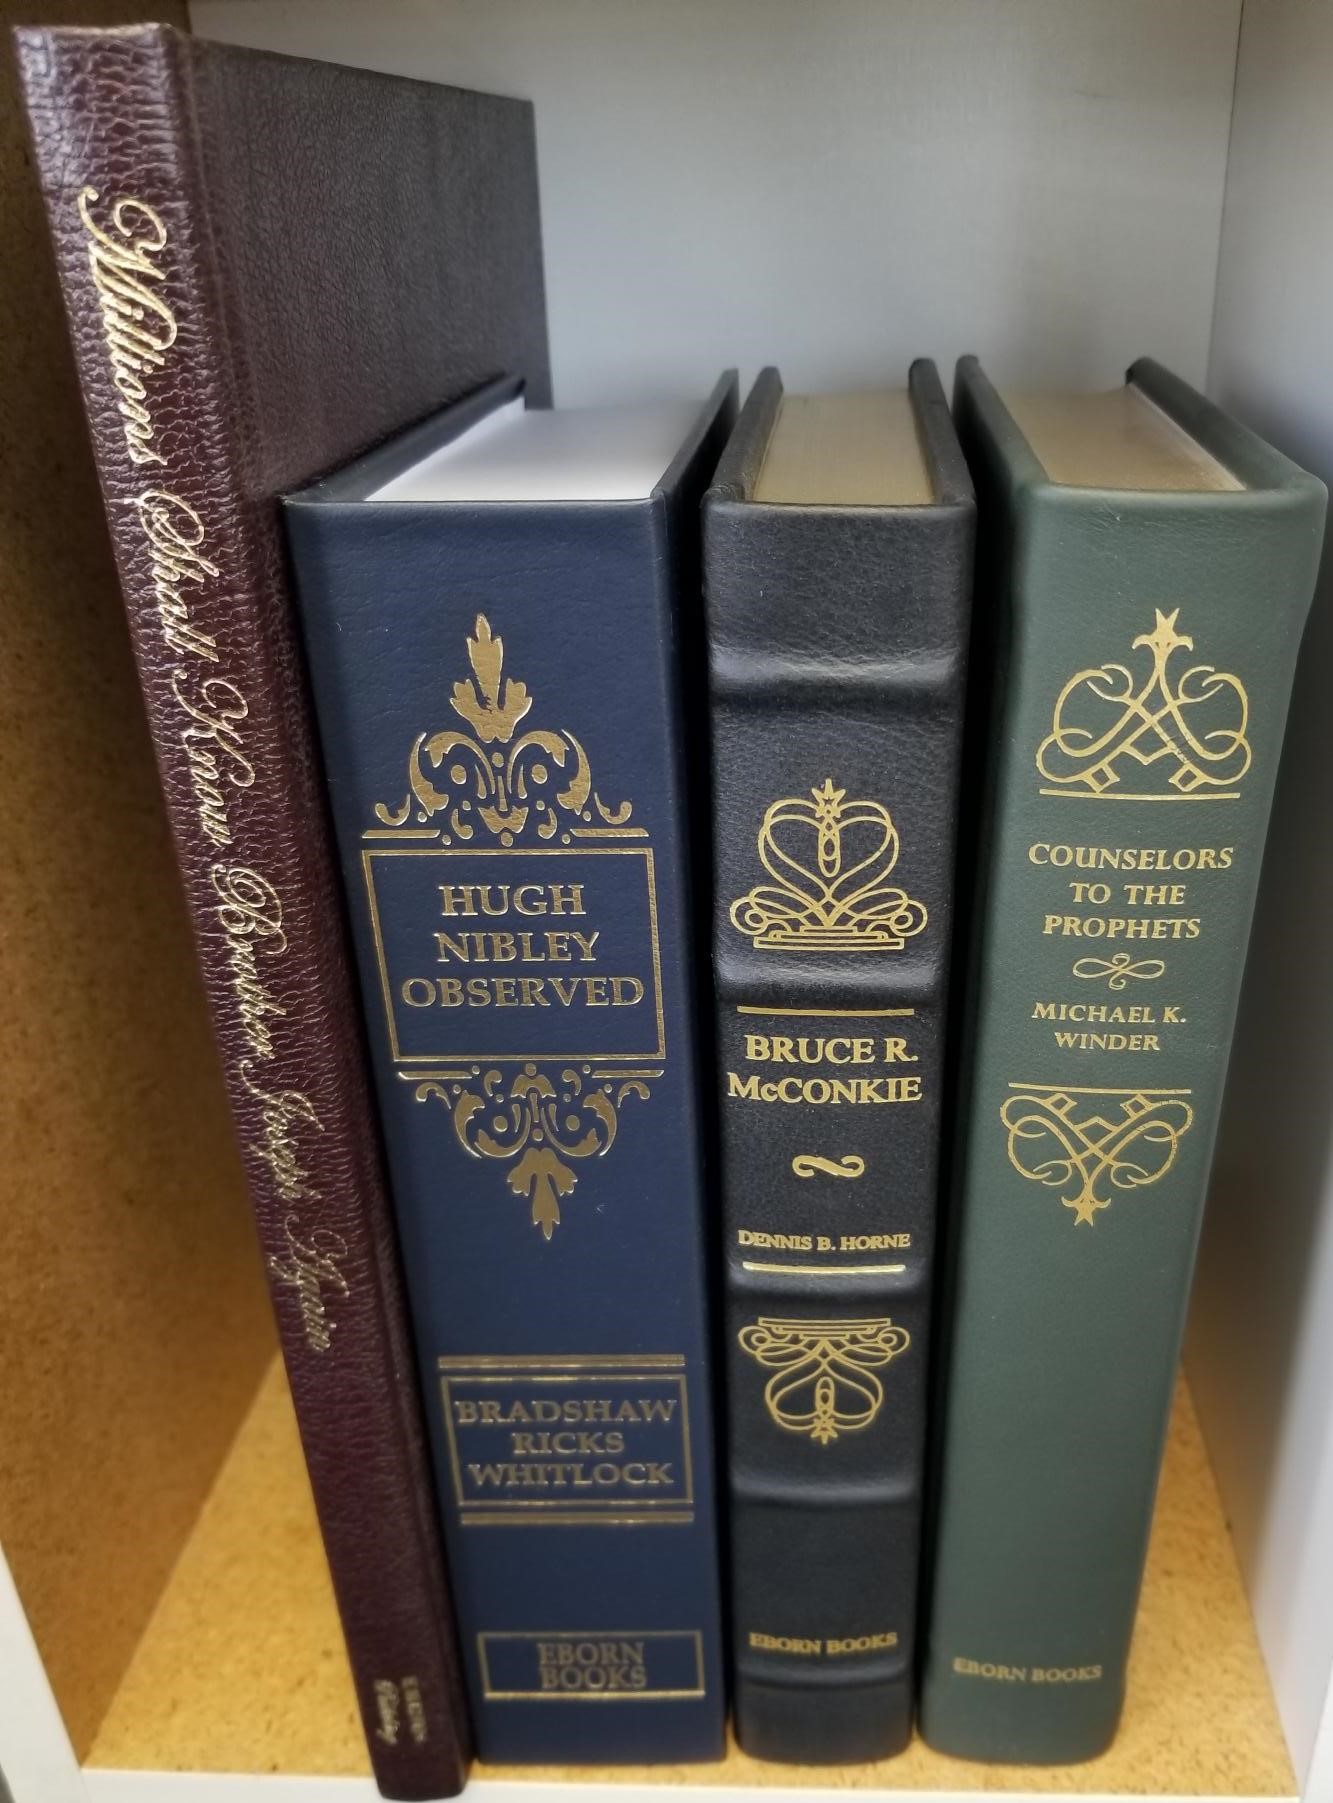 Millions Shall Know Brother Joseph Again
HUGH
NIBLEY
OBSERVED
BRADSHAW
RICKS
WHITLOCK
EBORN
BOOKS
BRUCE R.
McCONKIE
DENNIS B. HORNE
EBORN BOOKS
COUNSELORS
TO THE
PROPHETS
MICHAEL K.
WINDER
EBORN BOOKS